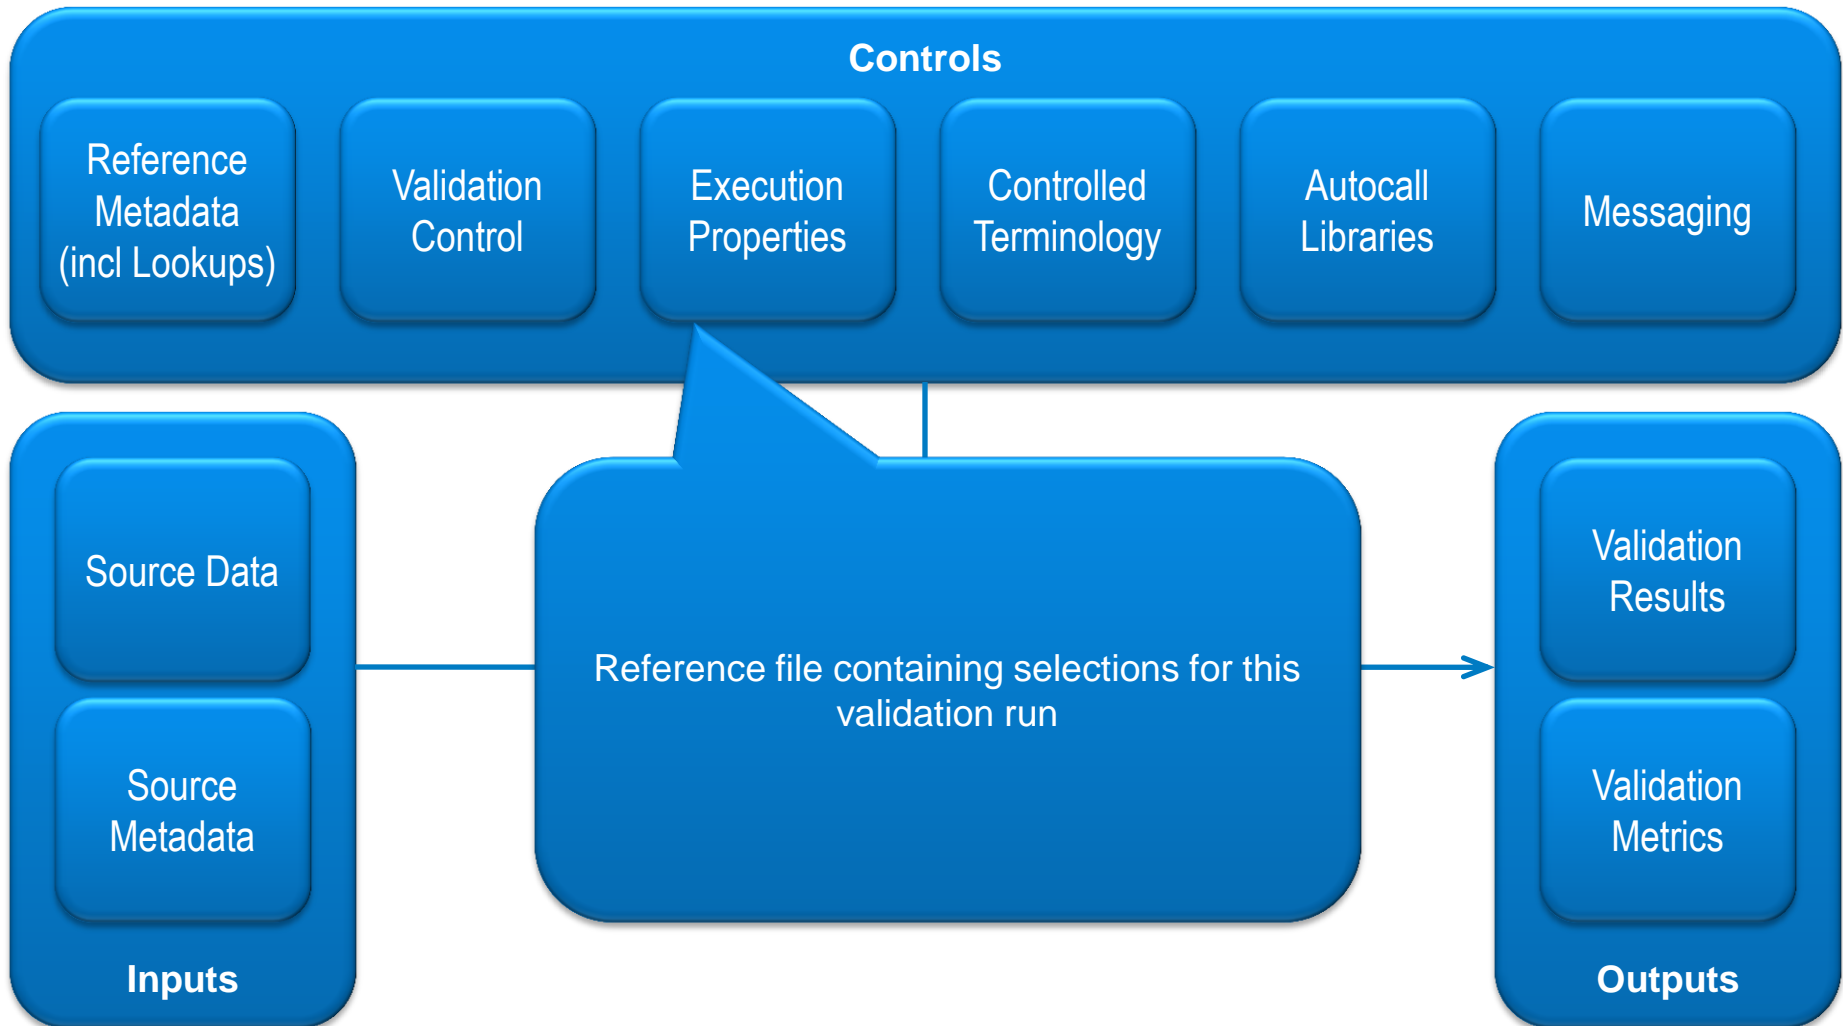 Controls
Reference
Metadata
(incl Lookups)
Validation
Control
Execution
Properties
Controlled
Terminology
Autocall
Libraries
Messaging
Source Data
Source
Metadata
Inputs
Reference file containing selections for this
validation run
Validation
Results
Validation
Metrics
Outputs